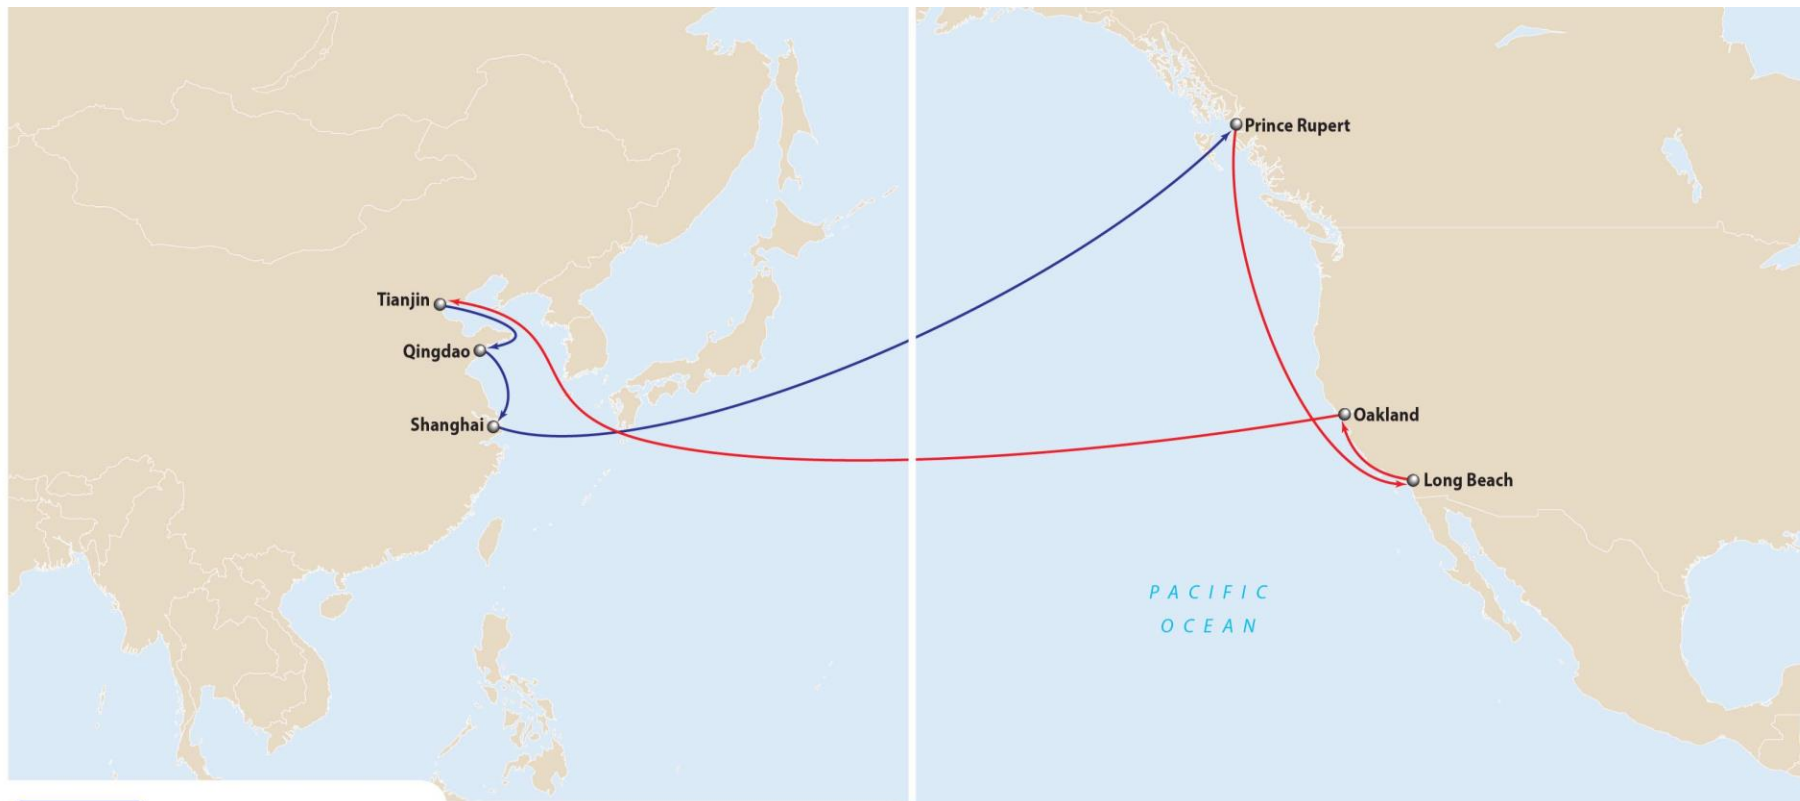 Prince Rupert
Tianjin
Qingdao
Shanghai
Oakland
Long Beach
PACIFIC
OCEAN